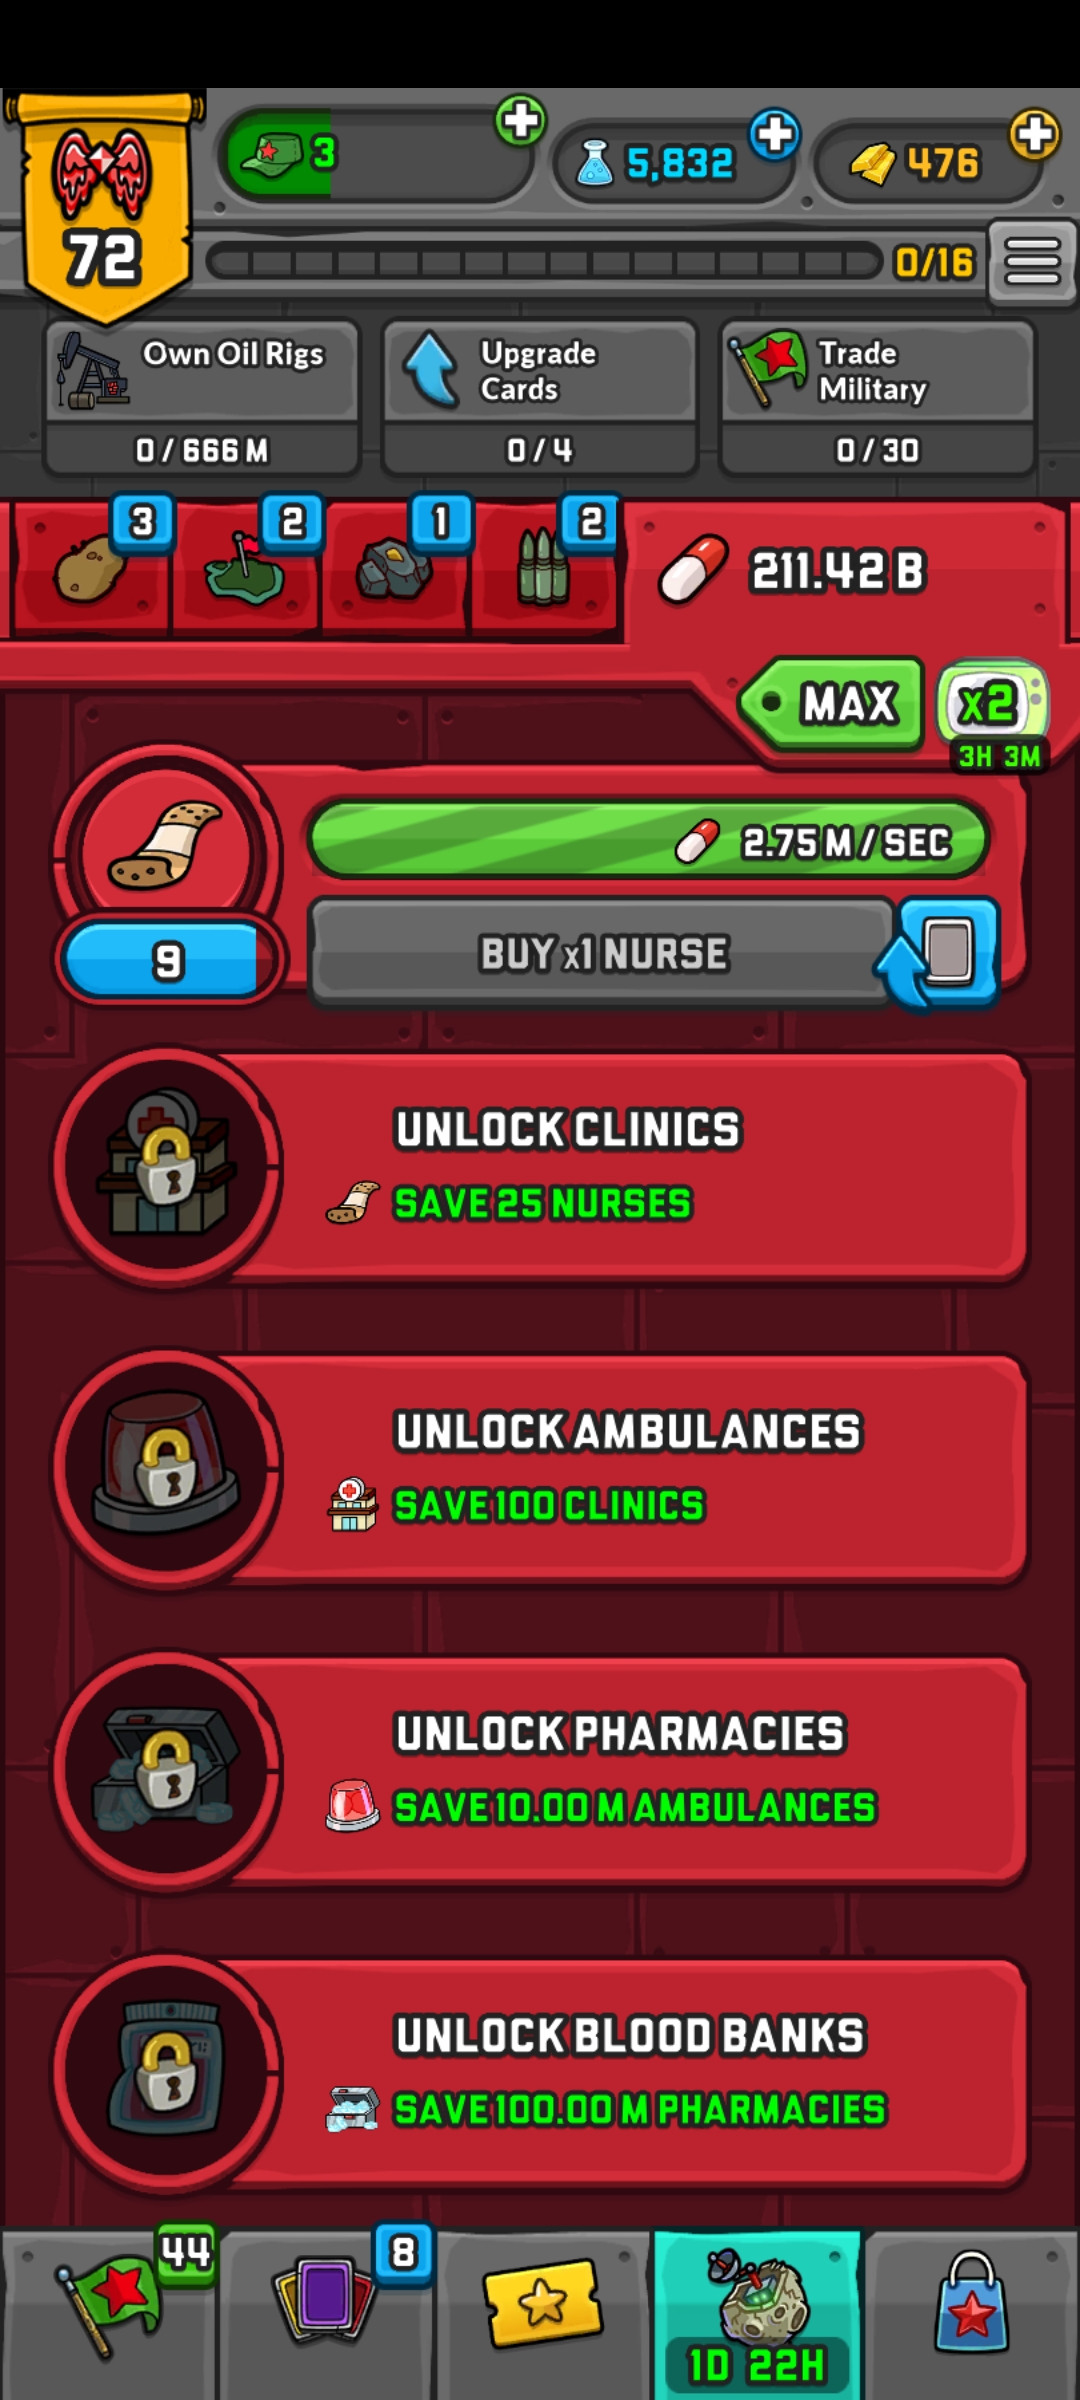 3
5,832
476
72
0/16
Own Oil Rigs
0 / 666 M
Upgrade
Cards
0 / 4
Trade
Military
0 / 30
3
2
1
2
211.42 B
MAX
x2
3H 3M
2.75 M / SEC
9
BUY x1 NURSE
UNLOCK CLINICS
SAVE 25 NURSES
UNLOCK AMBULANCES
SAVE 100 CLINICS
UNLOCK PHARMACIES
SAVE 10.00 M AMBULANCES
UNLOCK BLOOD BANKS
SAVE 100.00 M PHARMACIES
44
8
1D 22H